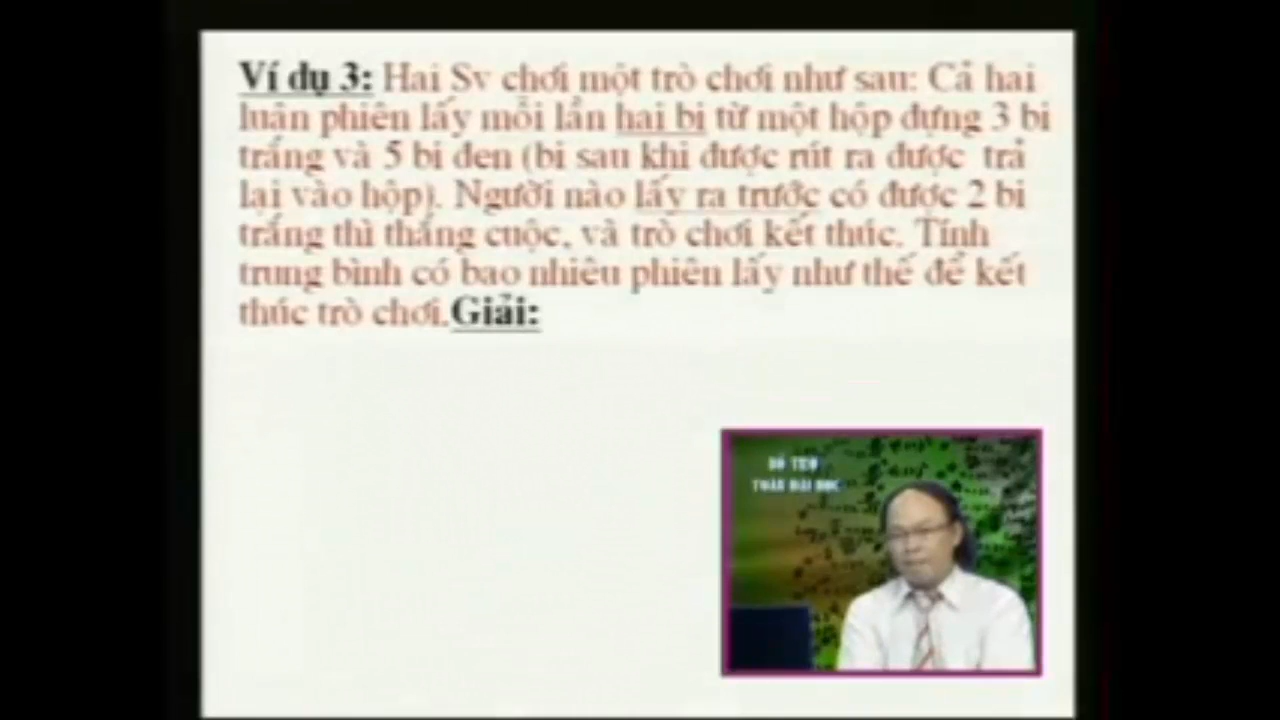 Ví dụ 3: Hai Sv chơi một trò chơi như sau: Cả hai
luân phiên lấy mỗi lần hai bi từ một hộp đựng 3 bi
trắng và 5 bi đen (bi sau khi được rút ra được trả
lại vào hộp). Người nào lấy ra trước có được 2 bi
trắng thì thắng cuộc, và trò chơi kết thúc. Tính
trung bình có bao nhiêu phiên lấy như thế để kết
thúc trò chơi.Giải:
TOÁN ĐẠI HỌC